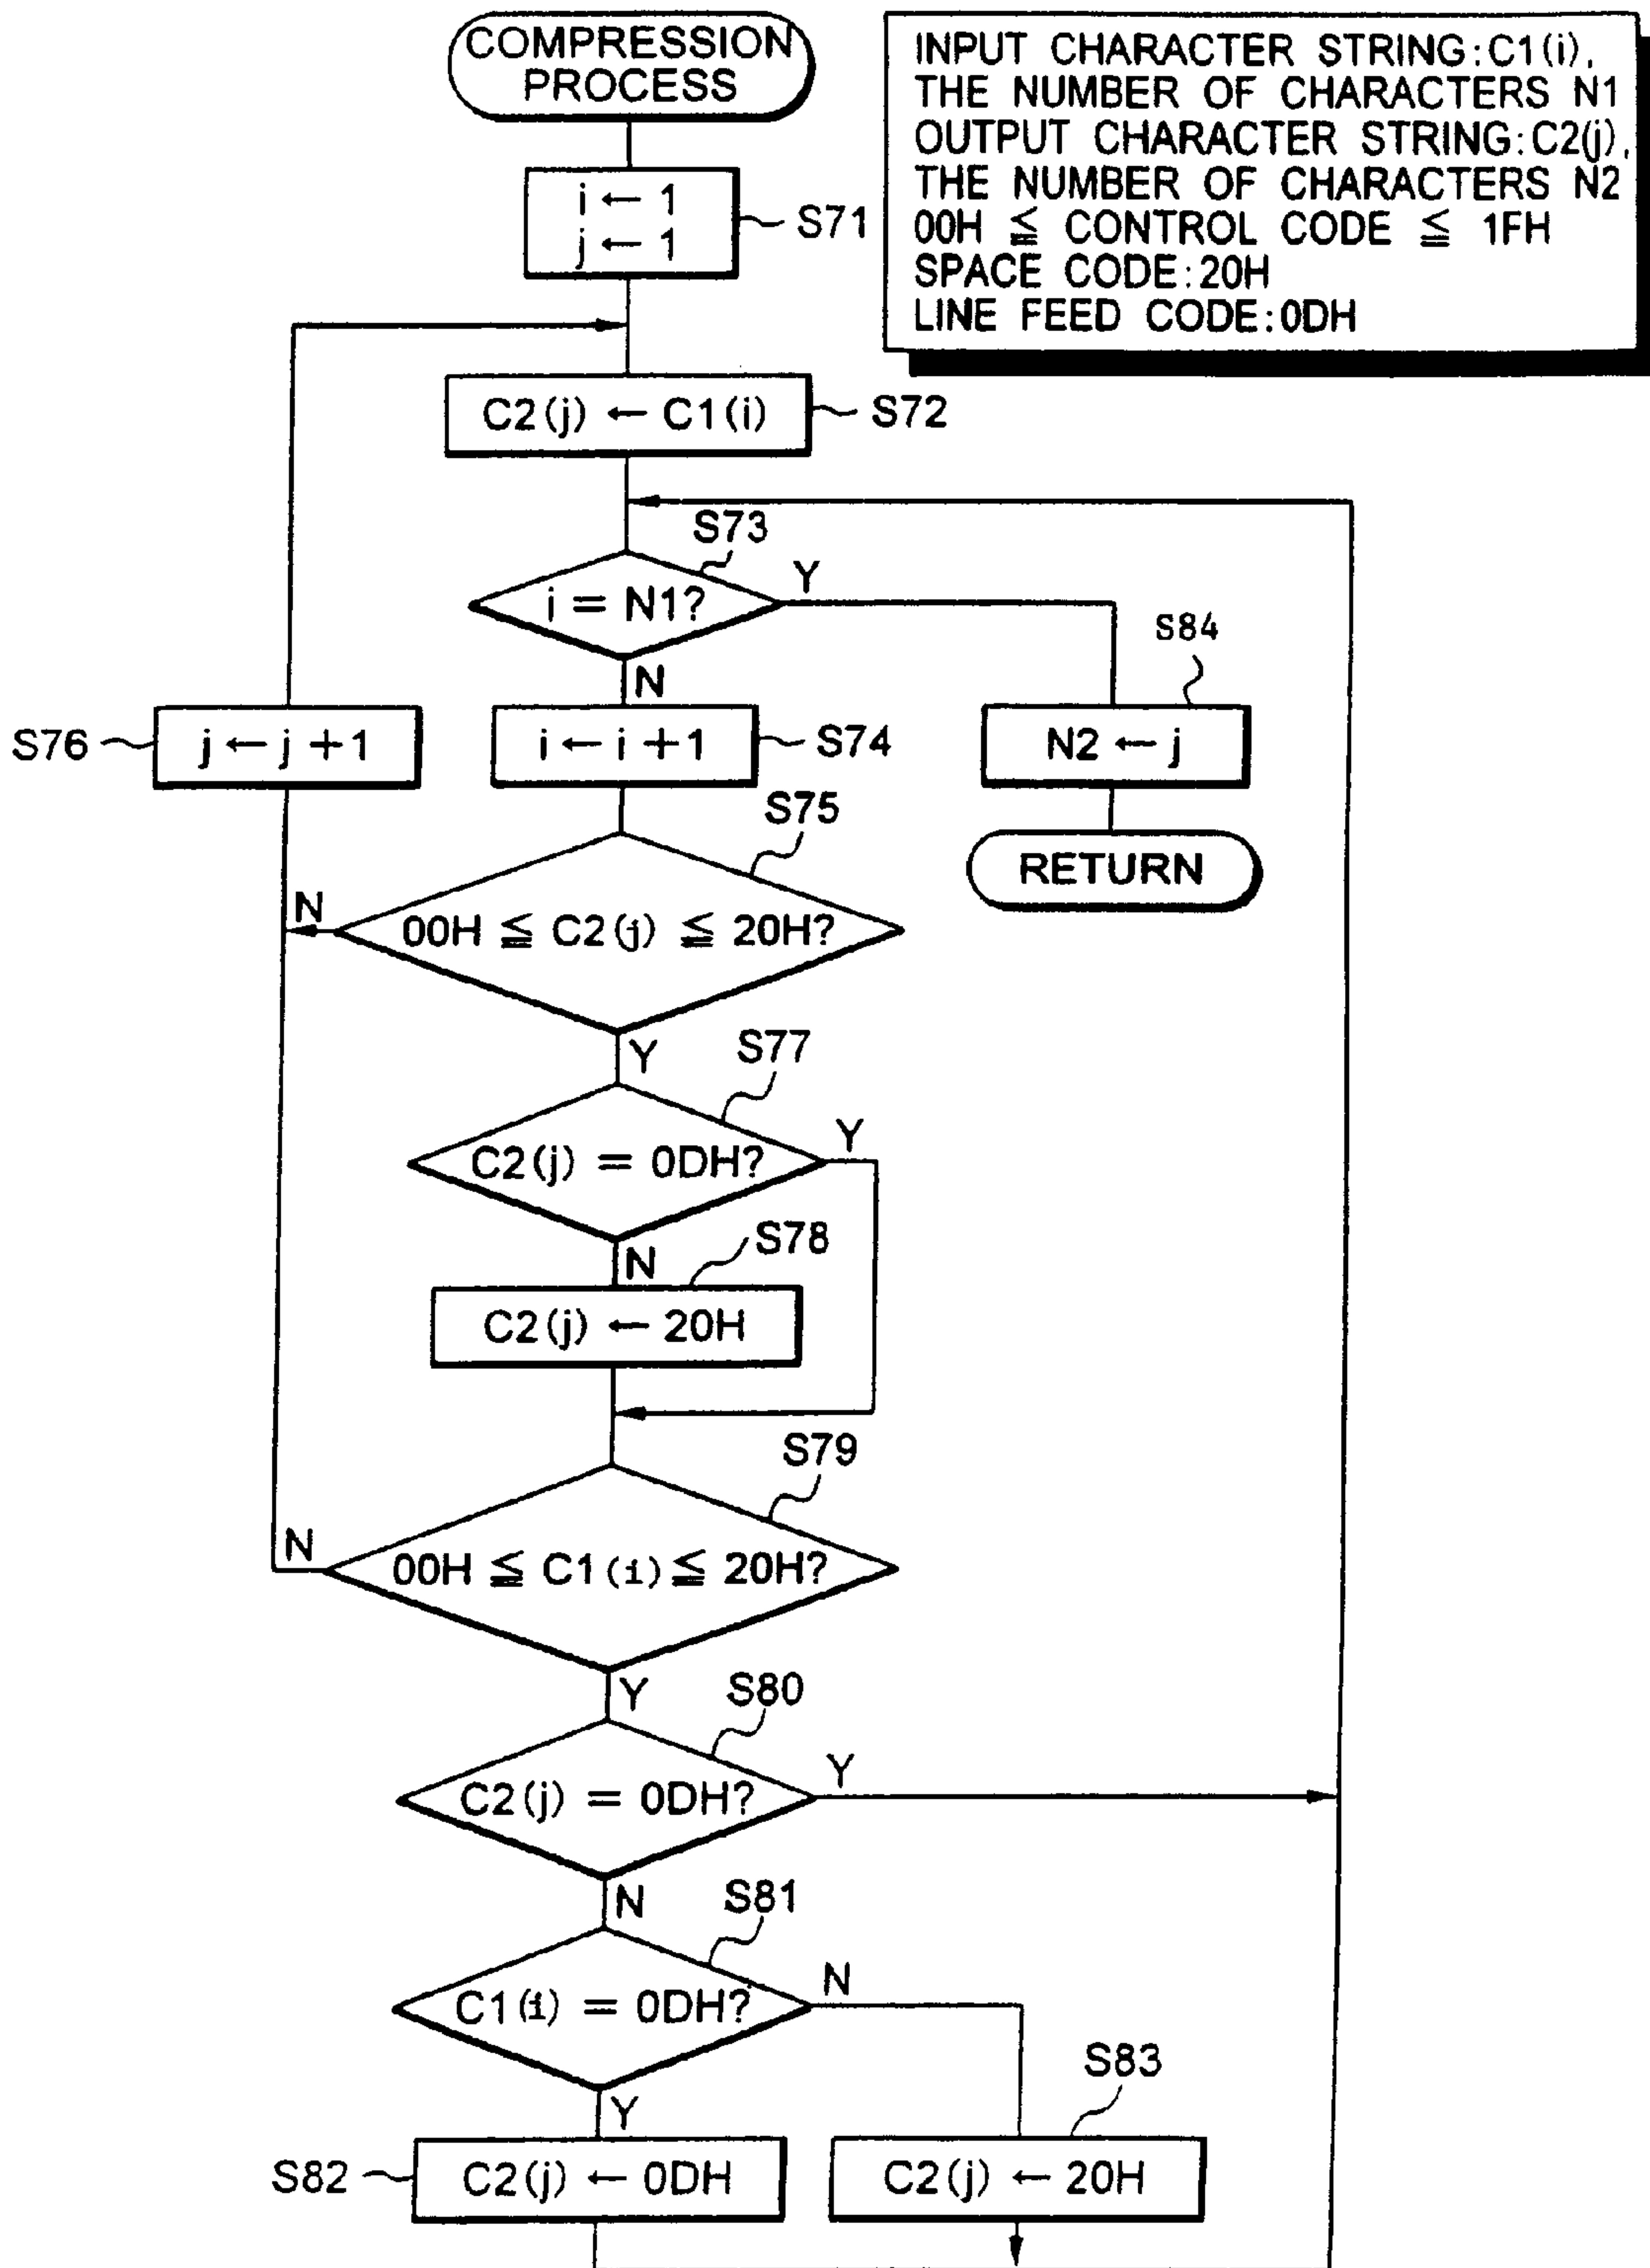 COMPRESSION
PROCESS
INPUT CHARACTER STRING:C1(i),
THE NUMBER OF CHARACTERS N1
OUTPUT CHARACTER STRING:C2(j),
THE NUMBER OF CHARACTERS N2
00H ≦ CONTROL CODE ≦ 1FH
SPACE CODE:20H
LINE FEED CODE:0DH
i ← 1
j ← 1
S71
C2(j) ← C1(i)
S72
S73
i = N1?
Y
N
S84
S76
j ← j +1
i ← i +1
S74
N2 ← j
RETURN
S75
00H ≦ C2(j) ≦ 20H?
N
Y
S77
C2(j) = 0DH?
Y
N
S78
C2(j) ← 20H
S79
00H ≦ C1(i) ≦ 20H?
N
Y
S80
C2(j) = 0DH?
Y
N
S81
C1(i) = 0DH?
N
Y
S83
S82
C2(j) ← 0DH
C2(j) ← 20H